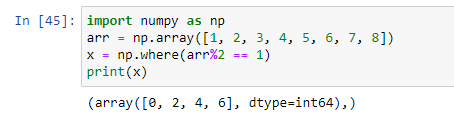 In [45]: import numpy as np
arr = np.array([1, 2, 3, 4, 5, 6, 7, 8])
x = np.where(arr%2 == 1)
print(x)
(array([0, 2, 4, 6], dtype=int64),)